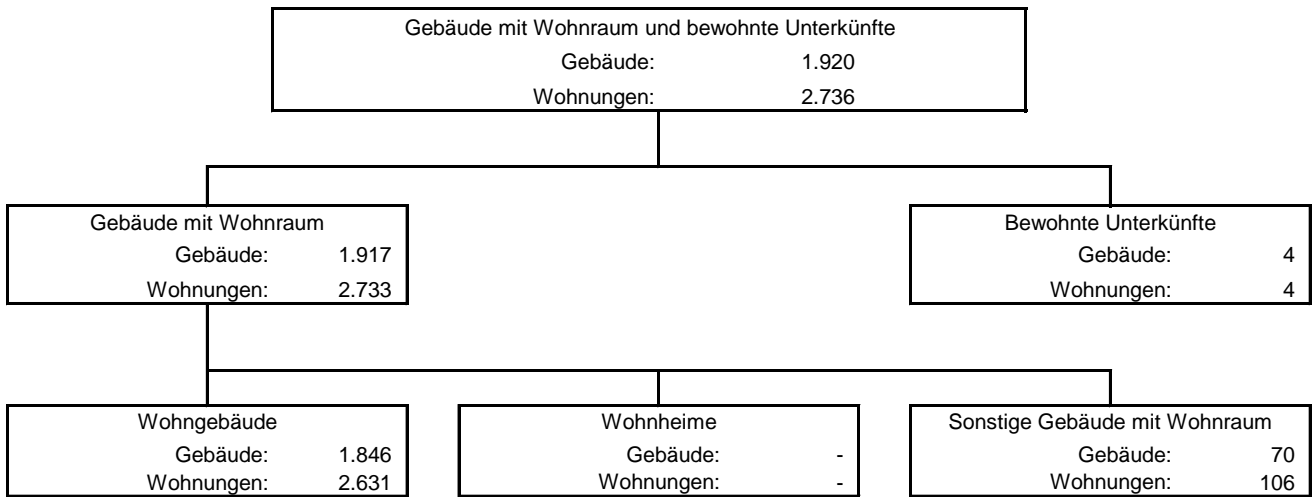 Gebäude mit Wohnraum und bewohnte Unterkünfte
Gebäude: 1.920
Wohnungen: 2.736
Gebäude mit Wohnraum
Gebäude: 1.917
Wohnungen: 2.733
Bewohnte Unterkünfte
Gebäude: 4
Wohnungen: 4
Wohngebäude
Gebäude: 1.846
Wohnungen: 2.631
Wohnheime
Gebäude: -
Wohnungen: -
Sonstige Gebäude mit Wohnraum
Gebäude: 70
Wohnungen: 106